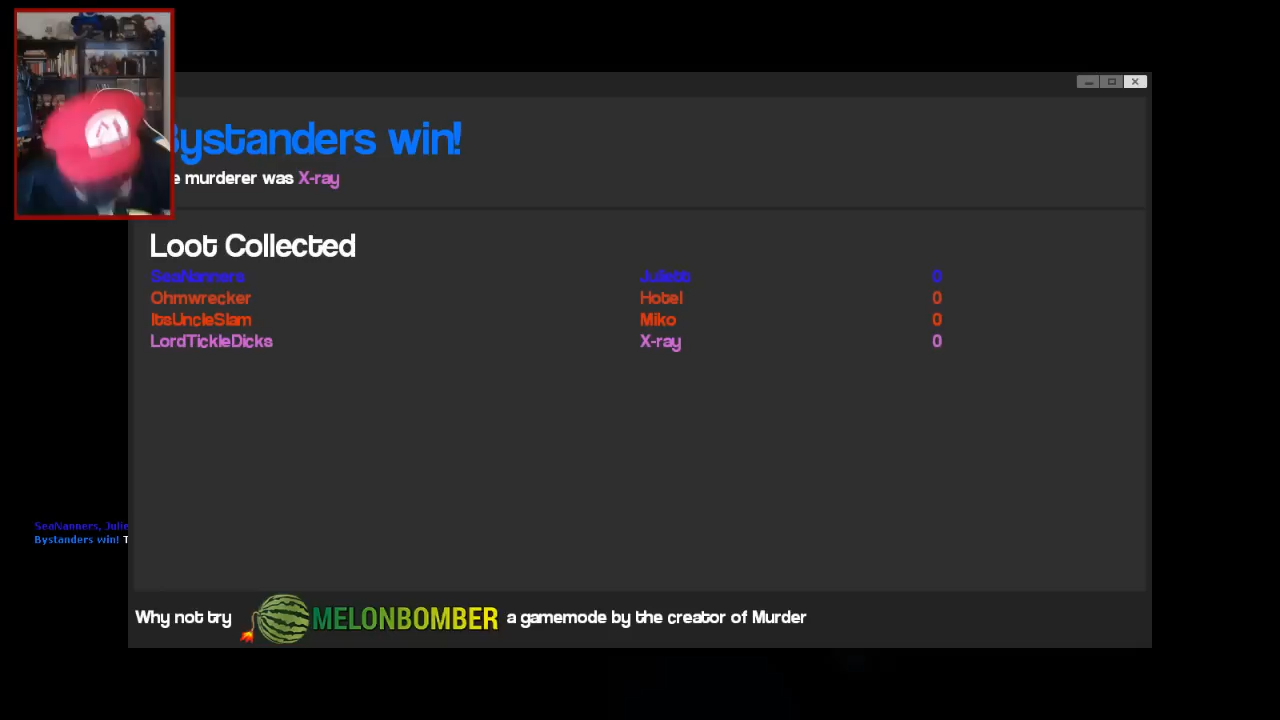 Bystanders win!
e murderer was X-ray
Loot Collected
SeaNanners Juliett 0
Ohmwrecker Hotel 0
ItsUncleSlam Miko 0
LordTickleDicks X-ray 0
SeaNanners, Julie
Bystanders win! T
Why not try MELONBOMBER a gamemode by the creator of Murder